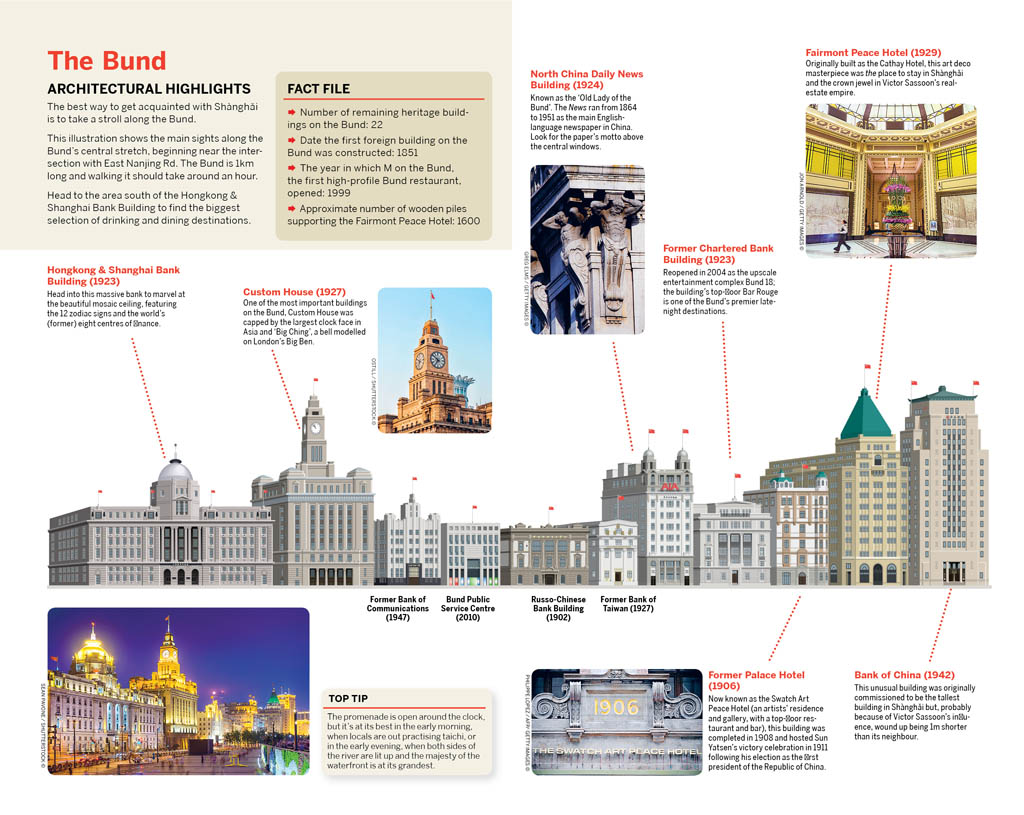 The Bund
ARCHITECTURAL HIGHLIGHTS
The best way to get acquainted with Shànghǎi
is to take a stroll along the Bund.
This illustration shows the main sights along the
Bund's central stretch, beginning near the inter-
section with East Nanjing Rd. The Bund is 1km
long and walking it should take around an hour.
Head to the area south of the Hongkong &
Shanghai Bank Building to find the biggest
selection of drinking and dining destinations.
FACT FILE
Number of remaining heritage build-
ings on the Bund: 22
Date the first foreign building on the
Bund was constructed: 1851
The year in which M on the Bund,
the first high-profile Bund restaurant,
opened: 1999
Approximate number of wooden piles
supporting the Fairmont Peace Hotel: 1600
North China Daily News
Building (1924)
Known as the 'Old Lady of the
Bund'. The News ran from 1864
to 1951 as the main English-
language newspaper in China.
Look for the paper's motto above
the central windows.
GREG ELMS / GETTY IMAGES ©
Fairmont Peace Hotel (1929)
Originally built as the Cathay Hotel, this art deco
masterpiece was the place to stay in Shànghǎi
and the crown jewel in Victor Sassoon's real-
estate empire.
JON ARNOLD / GETTY IMAGES ©
Former Chartered Bank
Building (1923)
Reopened in 2004 as the upscale
entertainment complex Bund 18;
the building's top-floor Bar Rouge
is one of the Bund's premier late-
night destinations.
Hongkong & Shanghai Bank
Building (1923)
Head into this massive bank to marvel at
the beautiful mosaic ceiling, featuring
the 12 zodiac signs and the world's
(former) eight centres of finance.
Custom House (1927)
One of the most important buildings
on the Bund, Custom House was
capped by the largest clock face in
Asia and 'Big Ching', a bell modelled
on London's Big Ben.
OSTILL / SHUTTERSTOCK ©
AIA
Former Bank of
Communications
(1947)
Bund Public
Service Centre
(2010)
Russo-Chinese
Bank Building
(1902)
Former Bank of
Taiwan (1927)
SEANPAVONE / SHUTTERSTOCK ©
TOP TIP
The promenade is open around the clock,
but it's at its best in the early morning,
when locals are out practising taichi, or
in the early evening, when both sides of
the river are lit up and the majesty of the
waterfront is at its grandest.
PHILIPPE LOPEZ / AFP / GETTY IMAGES ©
1906
THE SWATCH ART PEACE HOTEL
Former Palace Hotel
(1906)
Now known as the Swatch Art
Peace Hotel (an artists' residence
and gallery, with a top-floor res-
taurant and bar), this building was
completed in 1908 and hosted Sun
Yatsen's victory celebration in 1911
following his election as the first
president of the Republic of China.
Bank of China (1942)
This unusual building was originally
commissioned to be the tallest
building in Shànghǎi but, probably
because of Victor Sassoon's influ-
ence, wound up being 1m shorter
than its neighbour.